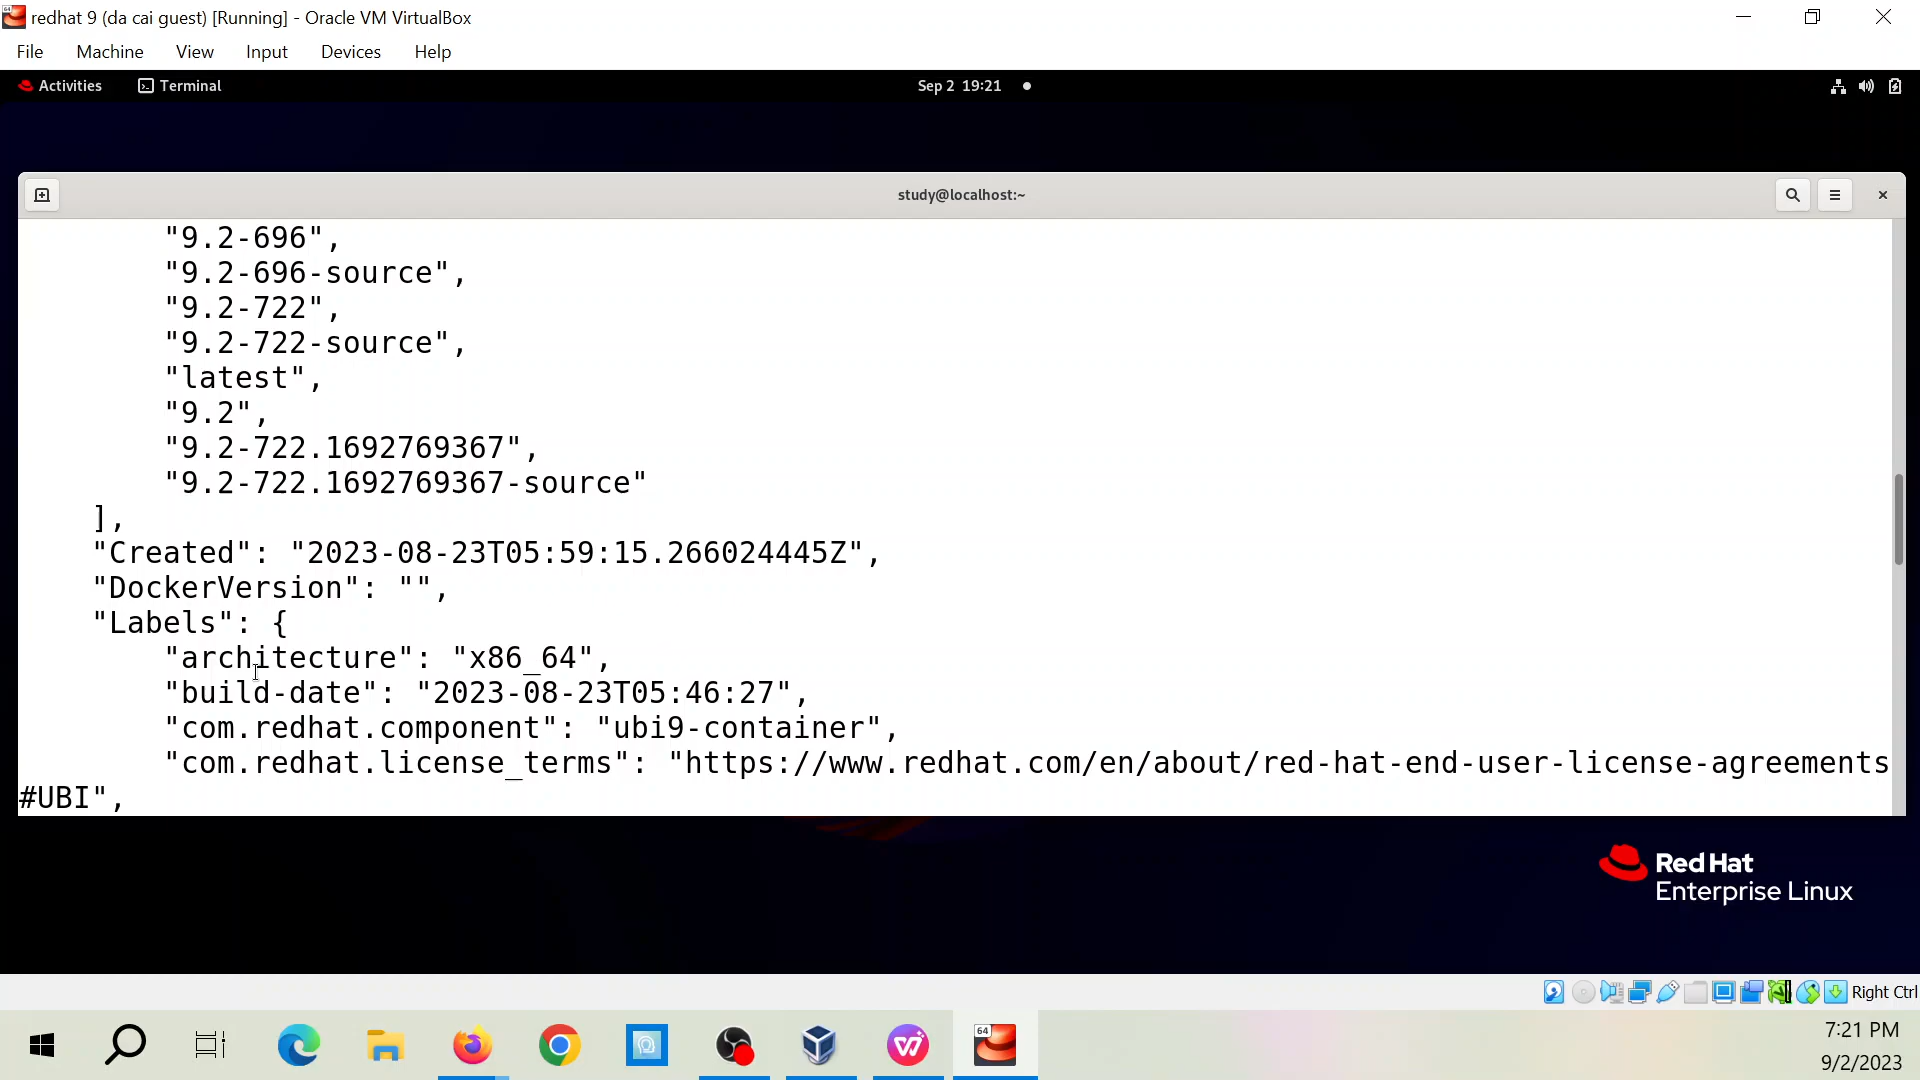 redhat 9 (da cai guest) [Running] - Oracle VM VirtualBox
File Machine View Input Devices Help
Activities Terminal Sep 2 19:21
study@localhost:~
"9.2-696",
"9.2-696-source",
"9.2-722",
"9.2-722-source",
"latest",
"9.2",
"9.2-722.1692769367",
"9.2-722.1692769367-source"
],
"Created": "2023-08-23T05:59:15.266024445Z",
"DockerVersion": "",
"Labels": {
"architecture": "x86_64",
"build-date": "2023-08-23T05:46:27",
"com.redhat.component": "ubi9-container",
"com.redhat.license_terms": "https://www.redhat.com/en/about/red-hat-end-user-license-agreements
#UBI",
Red Hat
Enterprise Linux
Right Ctrl
64
7:21 PM
9/2/2023